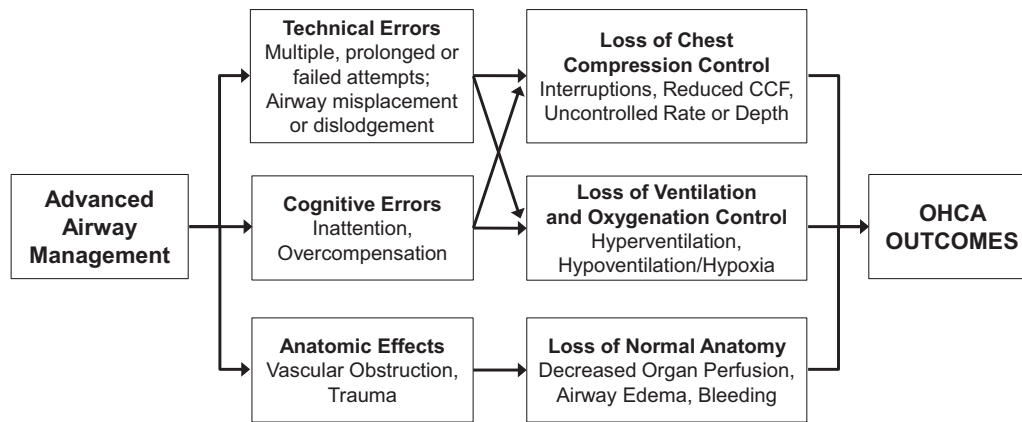 Advanced
Airway
Management
Technical Errors
Multiple, prolonged or
failed attempts;
Airway misplacement
or dislodgement
Cognitive Errors
Inattention,
Overcompensation
Anatomic Effects
Vascular Obstruction,
Trauma
Loss of Chest
Compression Control
Interruptions, Reduced CCF,
Uncontrolled Rate or Depth
Loss of Ventilation
and Oxygenation Control
Hyperventilation,
Hypoventilation/Hypoxia
Loss of Normal Anatomy
Decreased Organ Perfusion,
Airway Edema, Bleeding
OHCA
OUTCOMES